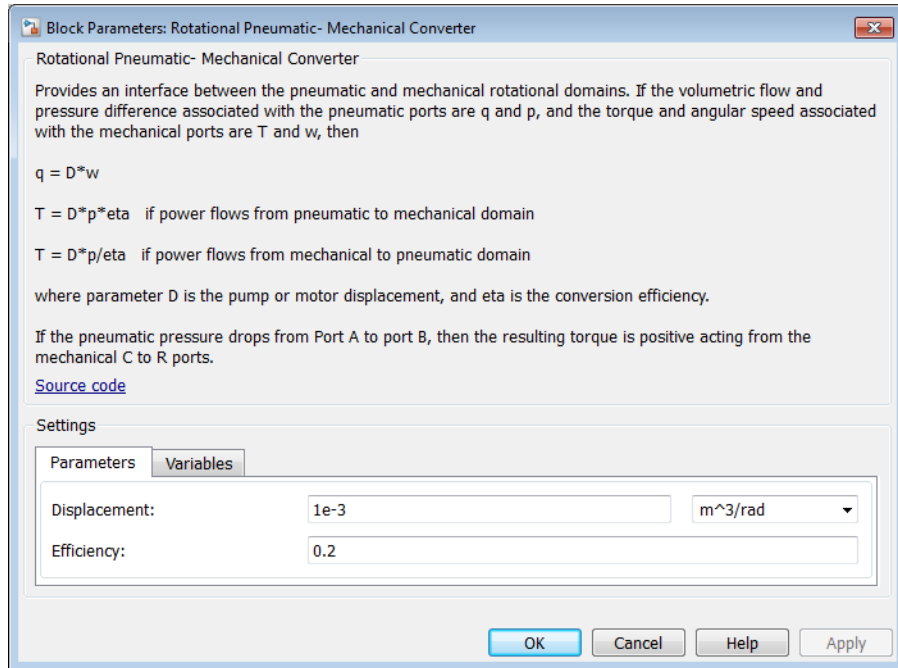 Block Parameters: Rotational Pneumatic- Mechanical Converter
Rotational Pneumatic- Mechanical Converter
Provides an interface between the pneumatic and mechanical rotational domains. If the volumetric flow and
pressure difference associated with the pneumatic ports are q and p, and the torque and angular speed associated
with the mechanical ports are T and w, then
q = D*w
T = D*p*eta   if power flows from pneumatic to mechanical domain
T = D*p/eta   if power flows from mechanical to pneumatic domain
where parameter D is the pump or motor displacement, and eta is the conversion efficiency.
If the pneumatic pressure drops from Port A to port B, then the resulting torque is positive acting from the
mechanical C to R ports.
Source code
Settings
Parameters Variables
Displacement: 1e-3 m^3/rad
Efficiency: 0.2
OK Cancel Help Apply